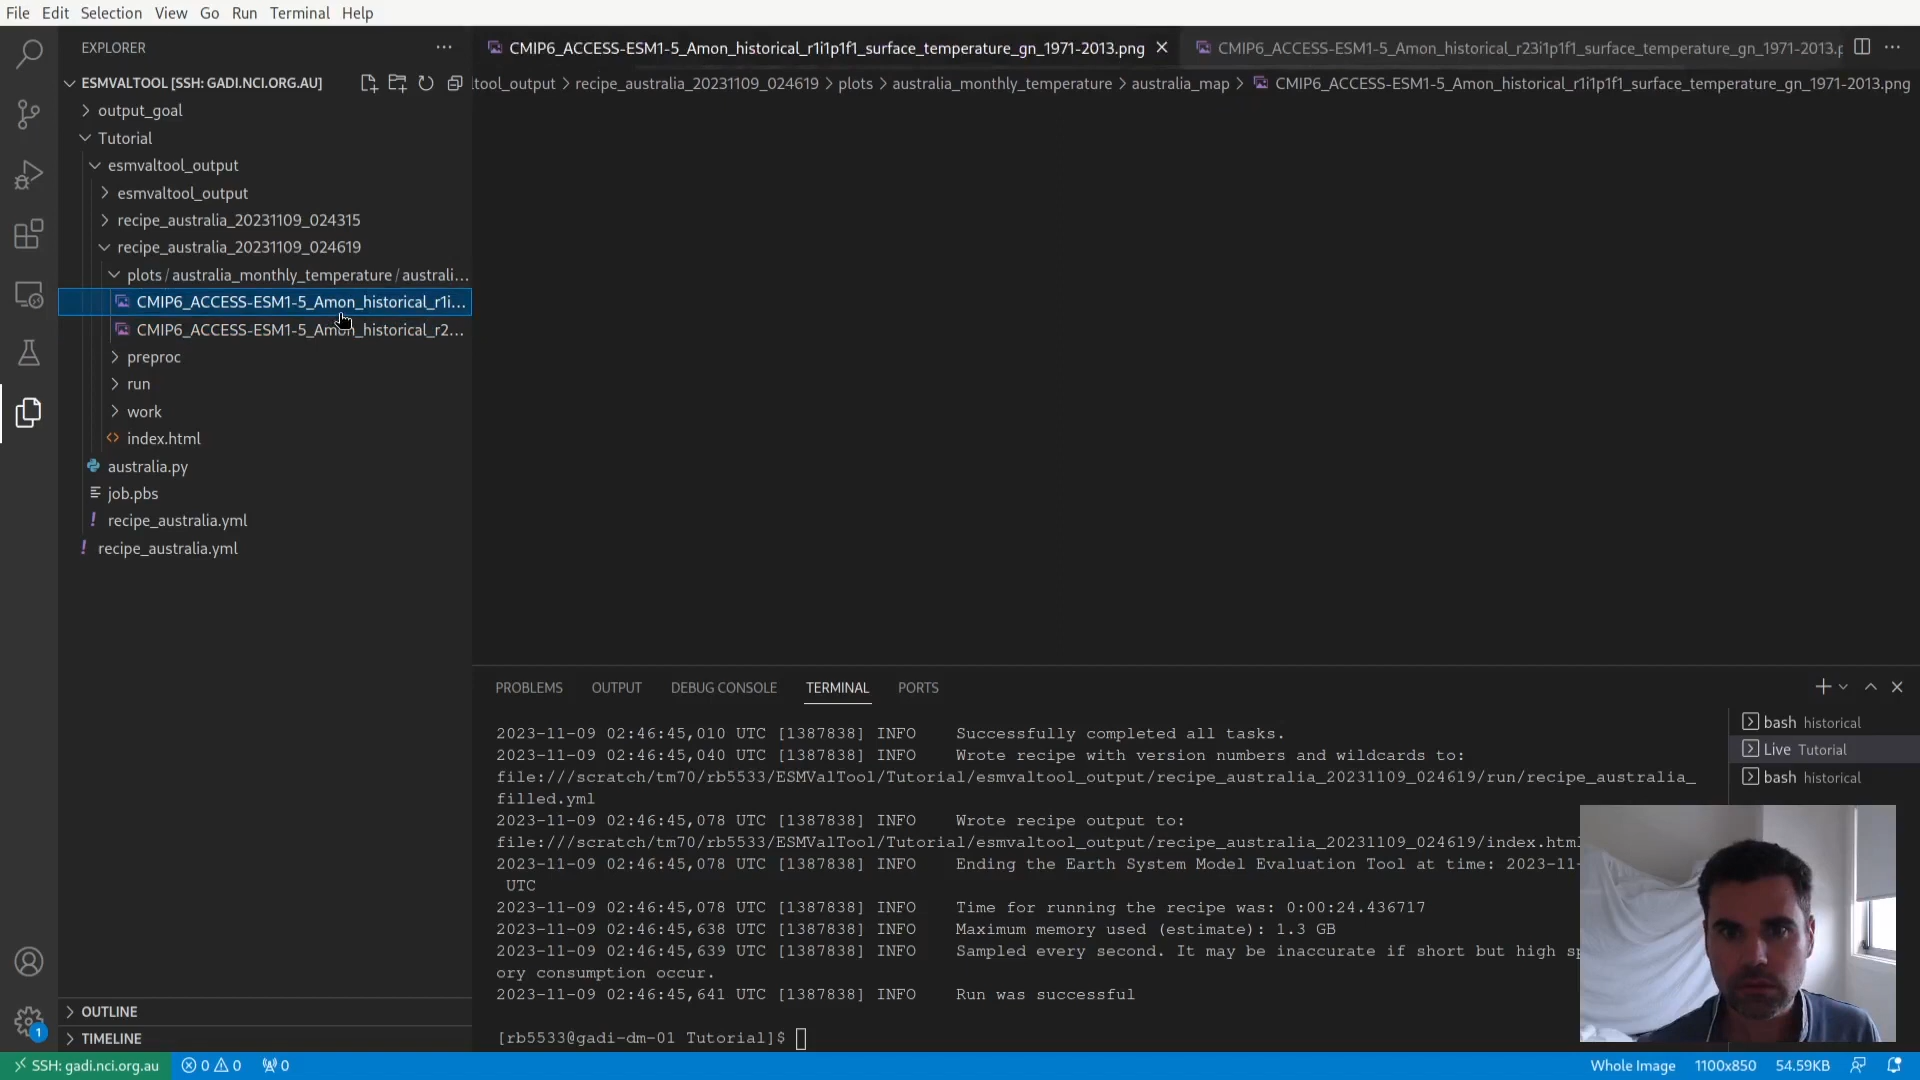 File Edit Selection View Go Run Terminal Help
EXPLORER
ESMVALTOOL [SSH: GADI.NCI.ORG.AU]
output_goal
Tutorial
esmvaltool_output
esmvaltool_output
recipe_australia_20231109_024315
recipe_australia_20231109_024619
plots / australia_monthly_temperature / australi...
CMIP6_ACCESS-ESM1-5_Amon_historical_r1i...
CMIP6_ACCESS-ESM1-5_Amon_historical_r2...
preproc
run
work
index.html
australia.py
job.pbs
recipe_australia.yml
recipe_australia.yml
OUTLINE
TIMELINE
CMIP6_ACCESS-ESM1-5_Amon_historical_r1i1p1f1_surface_temperature_gn_1971-2013.png
CMIP6_ACCESS-ESM1-5_Amon_historical_r23i1p1f1_surface_temperature_gn_1971-2013.p
ltool_output > recipe_australia_20231109_024619 > plots > australia_monthly_temperature > australia_map > CMIP6_ACCESS-ESM1-5_Amon_historical_r1i1p1f1_surface_temperature_gn_1971-2013.png
PROBLEMS OUTPUT DEBUG CONSOLE TERMINAL PORTS
2023-11-09 02:46:45,010 UTC [1387838] INFO Successfully completed all tasks.
2023-11-09 02:46:45,040 UTC [1387838] INFO Wrote recipe with version numbers and wildcards to:
file:///scratch/tm70/rb5533/ESMValTool/Tutorial/esmvaltool_output/recipe_australia_20231109_024619/run/recipe_australia_
filled.yml
2023-11-09 02:46:45,078 UTC [1387838] INFO Wrote recipe output to:
file:///scratch/tm70/rb5533/ESMValTool/Tutorial/esmvaltool_output/recipe_australia_20231109_024619/index.html
2023-11-09 02:46:45,078 UTC [1387838] INFO Ending the Earth System Model Evaluation Tool at time: 2023-11-
UTC
2023-11-09 02:46:45,078 UTC [1387838] INFO Time for running the recipe was: 0:00:24.436717
2023-11-09 02:46:45,638 UTC [1387838] INFO Maximum memory used (estimate): 1.3 GB
2023-11-09 02:46:45,639 UTC [1387838] INFO Sampled every second. It may be inaccurate if short but high sp
ory consumption occur.
2023-11-09 02:46:45,641 UTC [1387838] INFO Run was successful
[rb5533@gadi-dm-01 Tutorial]$
bash historical
Live Tutorial
bash historical
1
SSH: gadi.nci.org.au 0 0 0 Whole Image 1100x850 54.59KB